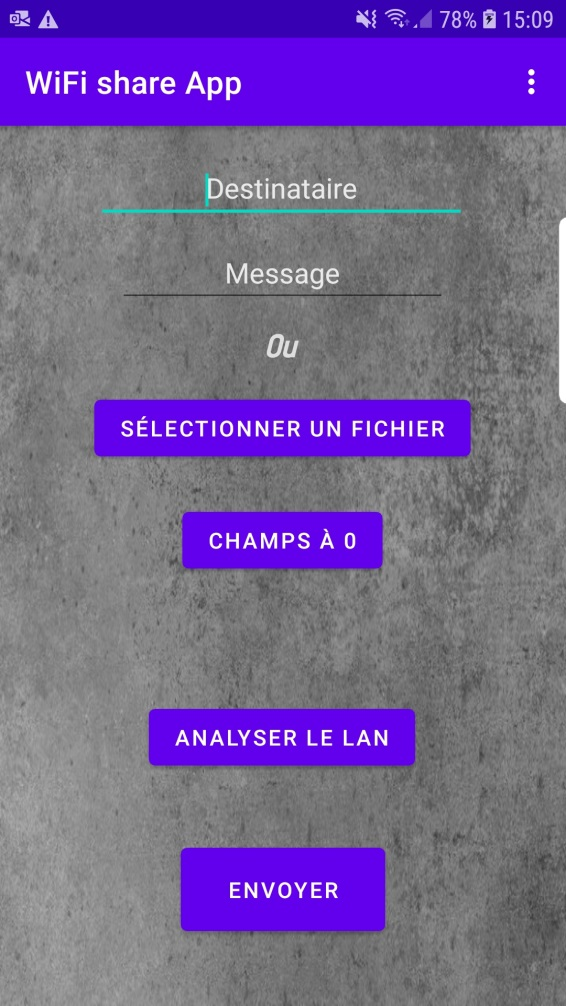 78% 15:09
WiFi share App
Destinataire
Message
Ou
SÉLECTIONNER UN FICHIER
CHAMPS À 0
ANALYSER LE LAN
ENVOYER